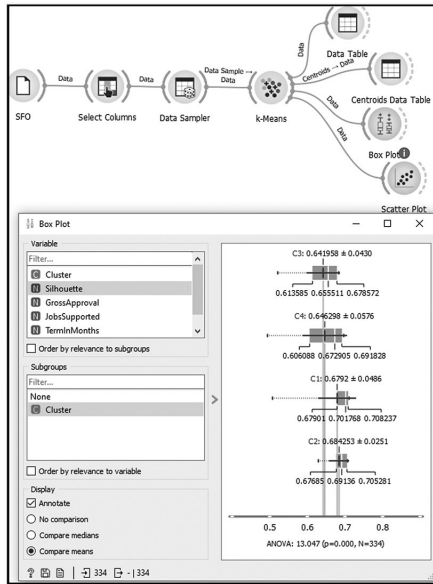 Data
Data
Data
Data Sample →
Data
Data
Centroids → Data
Data
Data
Data Table
SFO
Select Columns
Data Sampler
k-Means
Centroids Data Table
Box Plot
Scatter Plot
Box Plot
Variable
Filter...
C Cluster
N Silhouette
N GrossApproval
N JobsSupported
N TermInMonths
Order by relevance to subgroups
Subgroups
Filter...
None
C Cluster
Order by relevance to variable
Display
Annotate
No comparison
Compare medians
Compare means
? 334 - | 334
C3: 0.641958 ± 0.0430
0.613585 0.655511 0.678572
C4: 0.646298 ± 0.0576
0.606088 0.672905 0.691828
C1: 0.6792 ± 0.0486
0.67901 0.701768 0.708237
C2: 0.684253 ± 0.0251
0.67685 0.69136 0.705281
0.5 0.6 0.7 0.8
ANOVA: 13.047 (p=0.000, N=334)